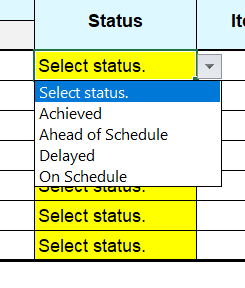 Status
Ite
Select status.
Select status.
Achieved
Ahead of Schedule
Delayed
On Schedule
Select status.
Select status.
Select status.